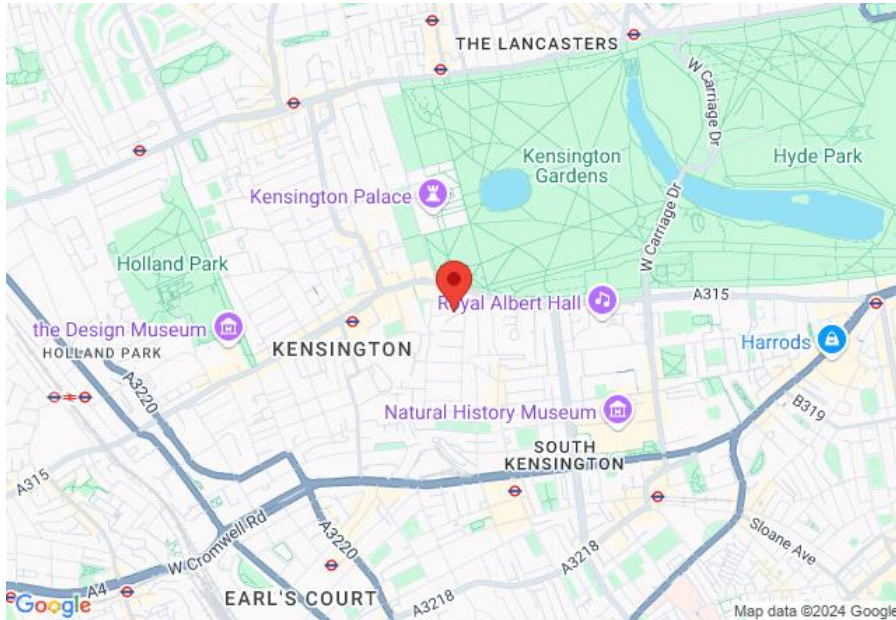 THE LANCASTERS
W Carriage Dr
Kensington
Gardens
Hyde Park
Kensington Palace
W Carriage Dr
Holland Park
Royal Albert Hall
A315
the Design Museum
HOLLAND PARK
KENSINGTON
Harrods
A3220
B319
Natural History Museum
SOUTH
KENSINGTON
A315
Sloane Ave
W Cromwell Rd
A3220
A3218
A4
EARL'S COURT
A3218
Google
Map data ©2024 Google